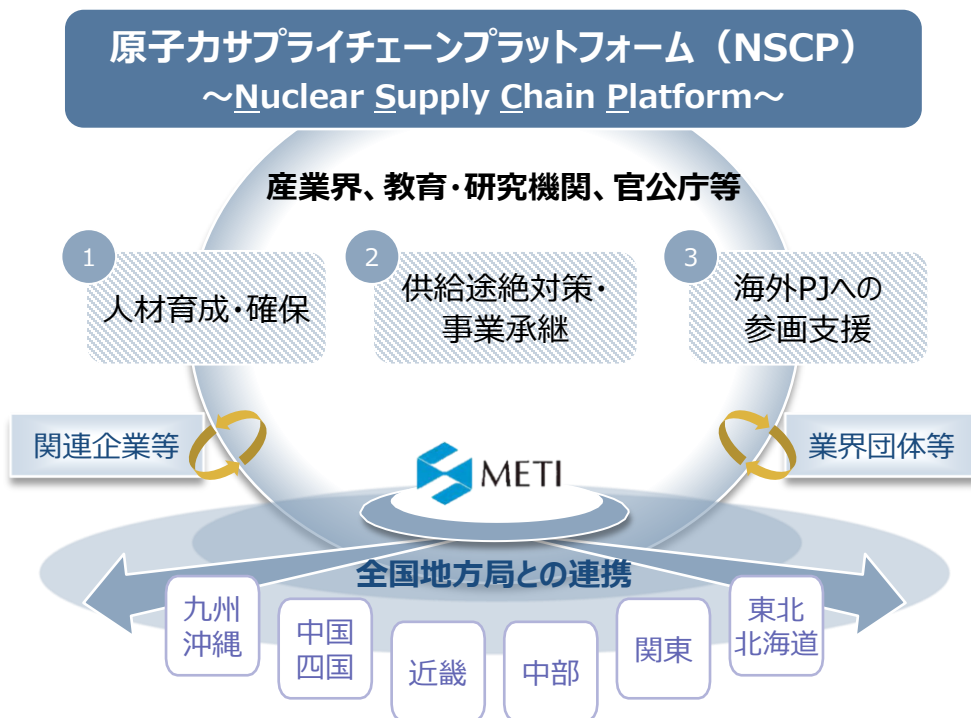 原子力サプライチェーンプラットフォーム（NSCP）
～Nuclear Supply Chain Platform～
産業界、教育・研究機関、官公庁等
1
人材育成・確保
2
供給途絶対策・
事業承継
3
海外PJへの
参画支援
関連企業等
業界団体等
METI
全国地方局との連携
九州
沖縄
中国
四国
近畿
中部
関東
東北
北海道